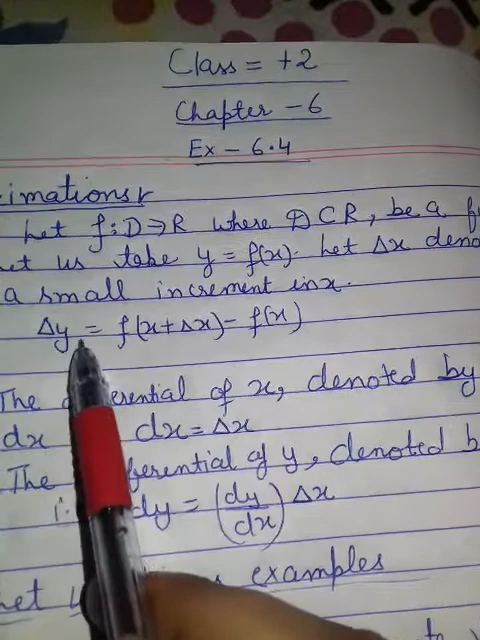 Class = +2
Chapter - 6
Ex - 6.4
imations
Let f: D → R where D ⊂ R, be a f
et us take y = f(x). Let Δx deno
a small increment in x.
Δy = f(x+Δx) - f(x)
The erential of x, denoted by
dx dx = Δx
The ferential of y, denoted b
dy = (dy/dx) Δx
et examples